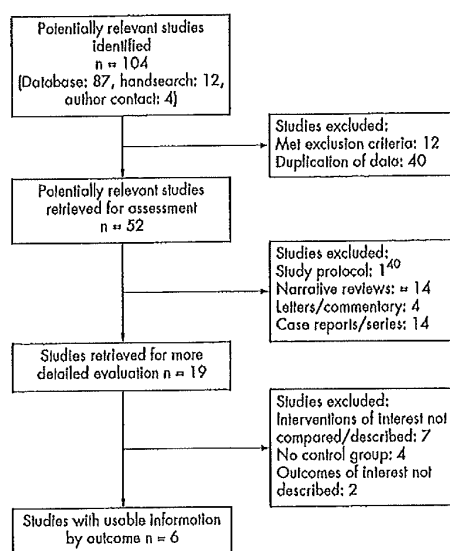 Potentially relevant studies
identified
n = 104
(Database: 87, handsearch: 12,
author contact: 4)
Studies excluded:
Met exclusion criteria: 12
Duplication of data: 40
Potentially relevant studies
retrieved for assessment
n = 52
Studies excluded:
Study protocol: 1⁴⁰
Narrative reviews: = 14
Letters/commentary: 4
Case reports/series: 14
Studies retrieved for more
detailed evaluation n = 19
Studies excluded:
Interventions of interest not
compared/described: 7
No control group: 4
Outcomes of interest not
described: 2
Studies with usable information
by outcome n = 6